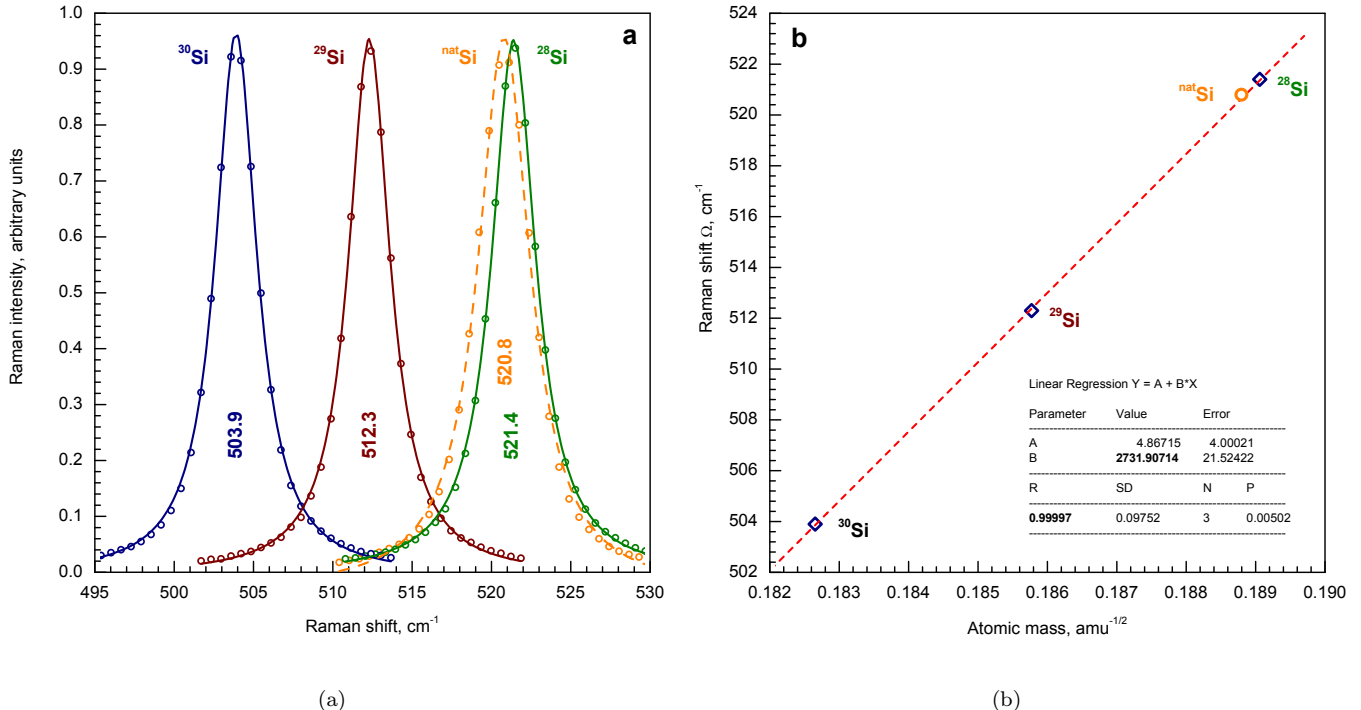 a
³⁰Si
²⁹Si
ⁿᵃᵗSi
²⁸Si
503.9
512.3
520.8
521.4
1.0
0.9
0.8
0.7
0.6
0.5
0.4
0.3
0.2
0.1
0.0
Raman intensity, arbitrary units
495 500 505 510 515 520 525 530
Raman shift, cm⁻¹
(a)
b
524
522
520
518
516
514
512
510
508
506
504
502
Raman shift Ω, cm⁻¹
ⁿᵃᵗSi
²⁸Si
²⁹Si
³⁰Si
Linear Regression Y = A + B*X
Parameter Value Error
A 4.86715 4.00021
B 2731.90714 21.52422
R SD N P
0.99997 0.09752 3 0.00502
0.182 0.183 0.184 0.185 0.186 0.187 0.188 0.189 0.190
Atomic mass, amu⁻¹/²
(b)